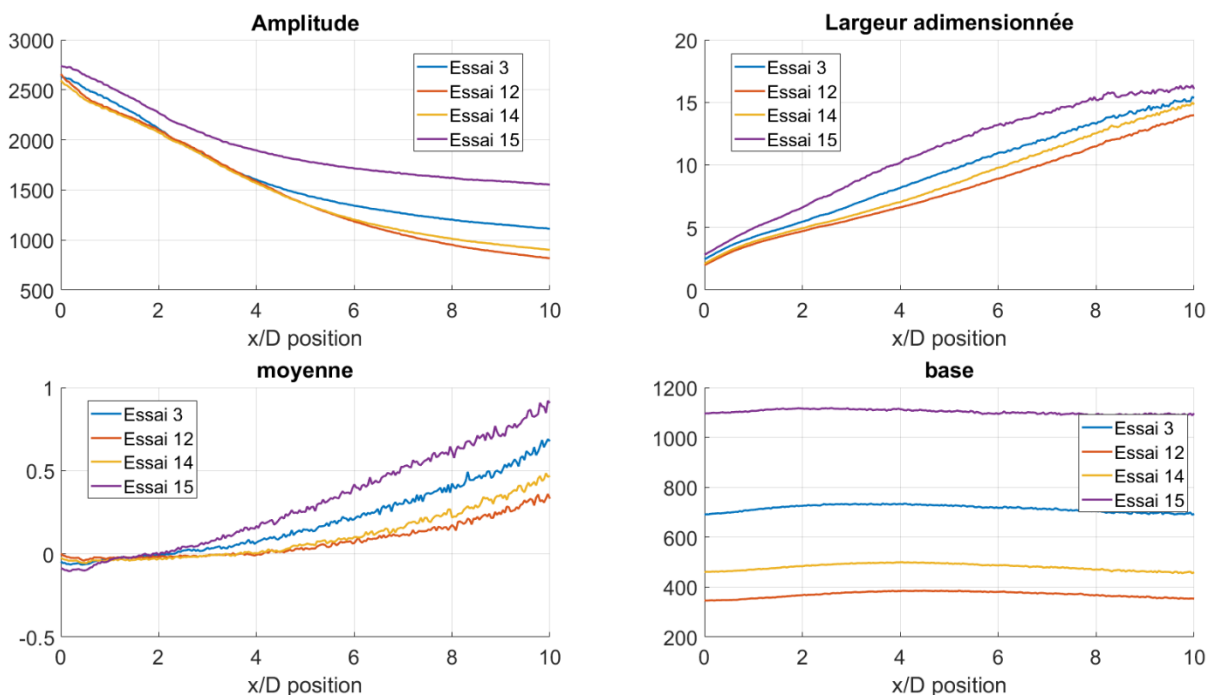 Amplitude
3000
2500
2000
1500
1000
500
0 2 4 6 8 10
x/D position
Essai 3
Essai 12
Essai 14
Essai 15
Largeur adimensionnée
20
15
10
5
0
0 2 4 6 8 10
x/D position
Essai 3
Essai 12
Essai 14
Essai 15
moyenne
1
0.5
0
-0.5
0 2 4 6 8 10
x/D position
Essai 3
Essai 12
Essai 14
Essai 15
base
1200
1000
800
600
400
200
0 2 4 6 8 10
x/D position
Essai 3
Essai 12
Essai 14
Essai 15